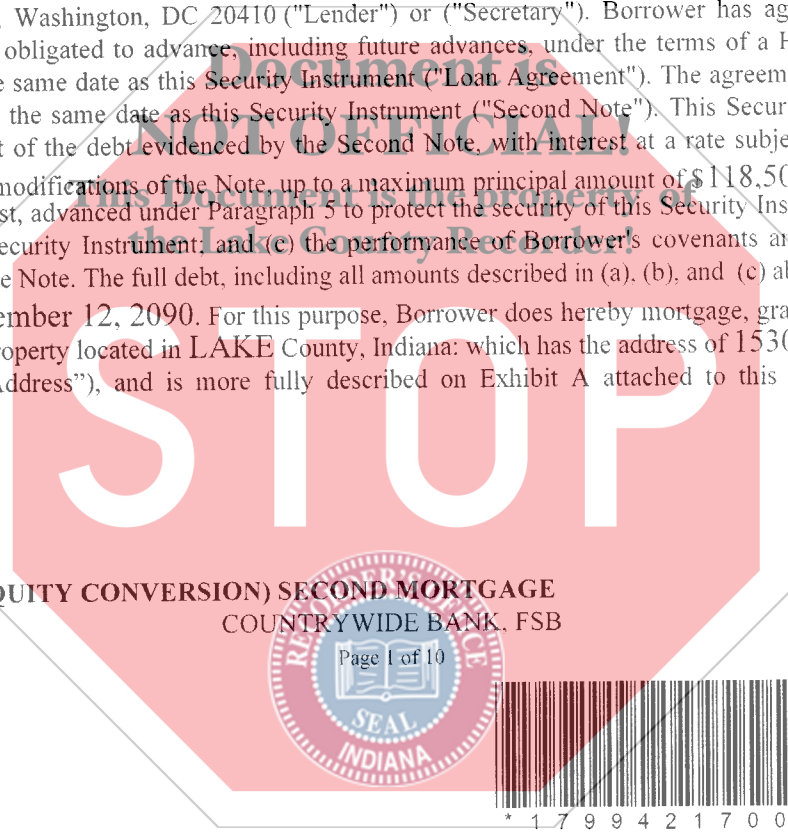 Washington, DC 20410 ("Lender") or ("Secretary"). Borrower has ag
obligated to advance, including future advances, under the terms of a H
e same date as this Security Instrument ("Loan Agreement"). The agreem
the same date as this Security Instrument ("Second Note"). This Secur
t of the debt evidenced by the Second Note, with interest at a rate subje
modifications of the Note, up to a maximum principal amount of $118,50
st, advanced under Paragraph 5 to protect the security of this Security Ins
ecurity Instrument; and (c) the performance of Borrower's covenants a
e Note. The full debt, including all amounts described in (a), (b), and (c) a
ember 12, 2090. For this purpose, Borrower does hereby mortgage, gra
roperty located in LAKE County, Indiana: which has the address of 1530
Address"), and is more fully described on Exhibit A attached to this
Document is
NOT OFFICIAL!
This Document is the property of
the Lake County Recorder!
STOP
QUITY CONVERSION) SECOND MORTGAGE
COUNTRYWIDE BANK, FSB
Page 1 of 10
RECORDER'S OFFICE
SEAL
INDIANA
* 1 7 9 9 4 2 1 7 0 0